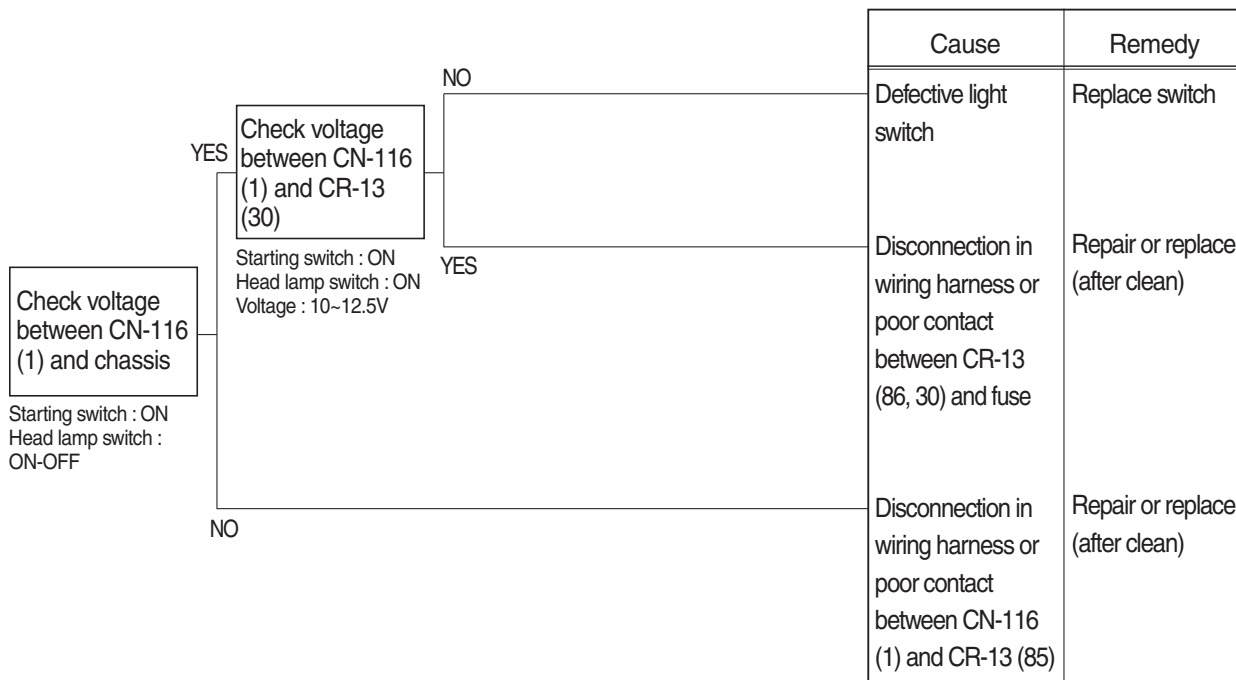 Cause
Remedy
NO
Defective light
switch
Replace switch
Check voltage
between CN-116
(1) and CR-13
(30)
YES
Starting switch : ON
Head lamp switch : ON
Voltage : 10~12.5V
YES
Disconnection in
wiring harness or
poor contact
between CR-13
(86, 30) and fuse
Repair or replace
(after clean)
Check voltage
between CN-116
(1) and chassis
Starting switch : ON
Head lamp switch :
ON-OFF
NO
Disconnection in
wiring harness or
poor contact
between CN-116
(1) and CR-13 (85)
Repair or replace
(after clean)